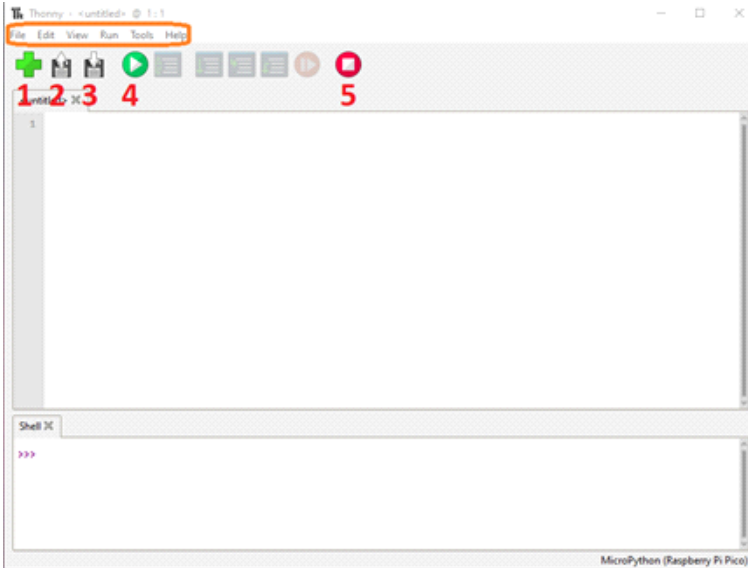 Thonny - <untitled> @ 1:1
File Edit View Run Tools Help
1 2 3 4 5
<untitled>
1
Shell
>>>
MicroPython (Raspberry Pi Pico)